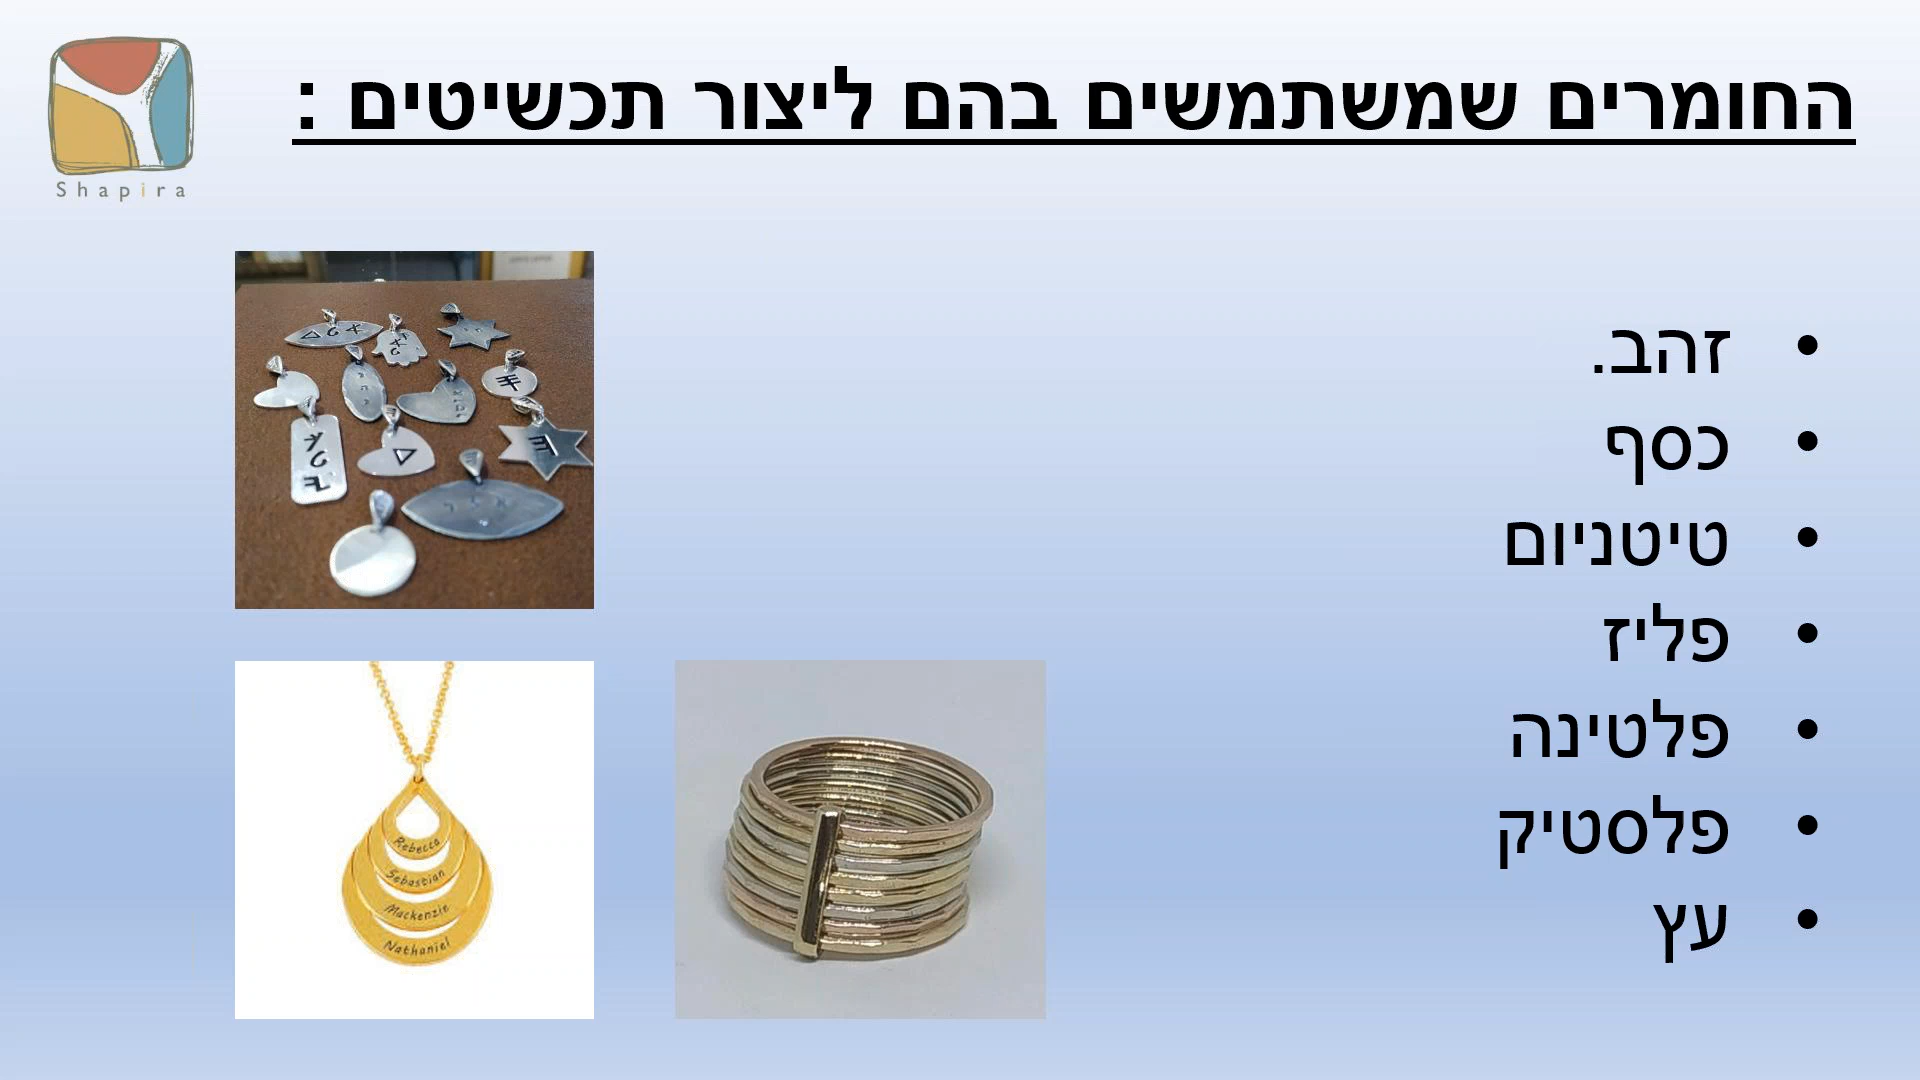 החומרים שמשתמשים בהם ליצור תכשיטים :
Shapira
• זהב.
• כסף
• טיטניום
• פליז
• פלטינה
• פלסטיק
• עץ
Rebecca
Sebastian
Mackenzie
Nathaniel